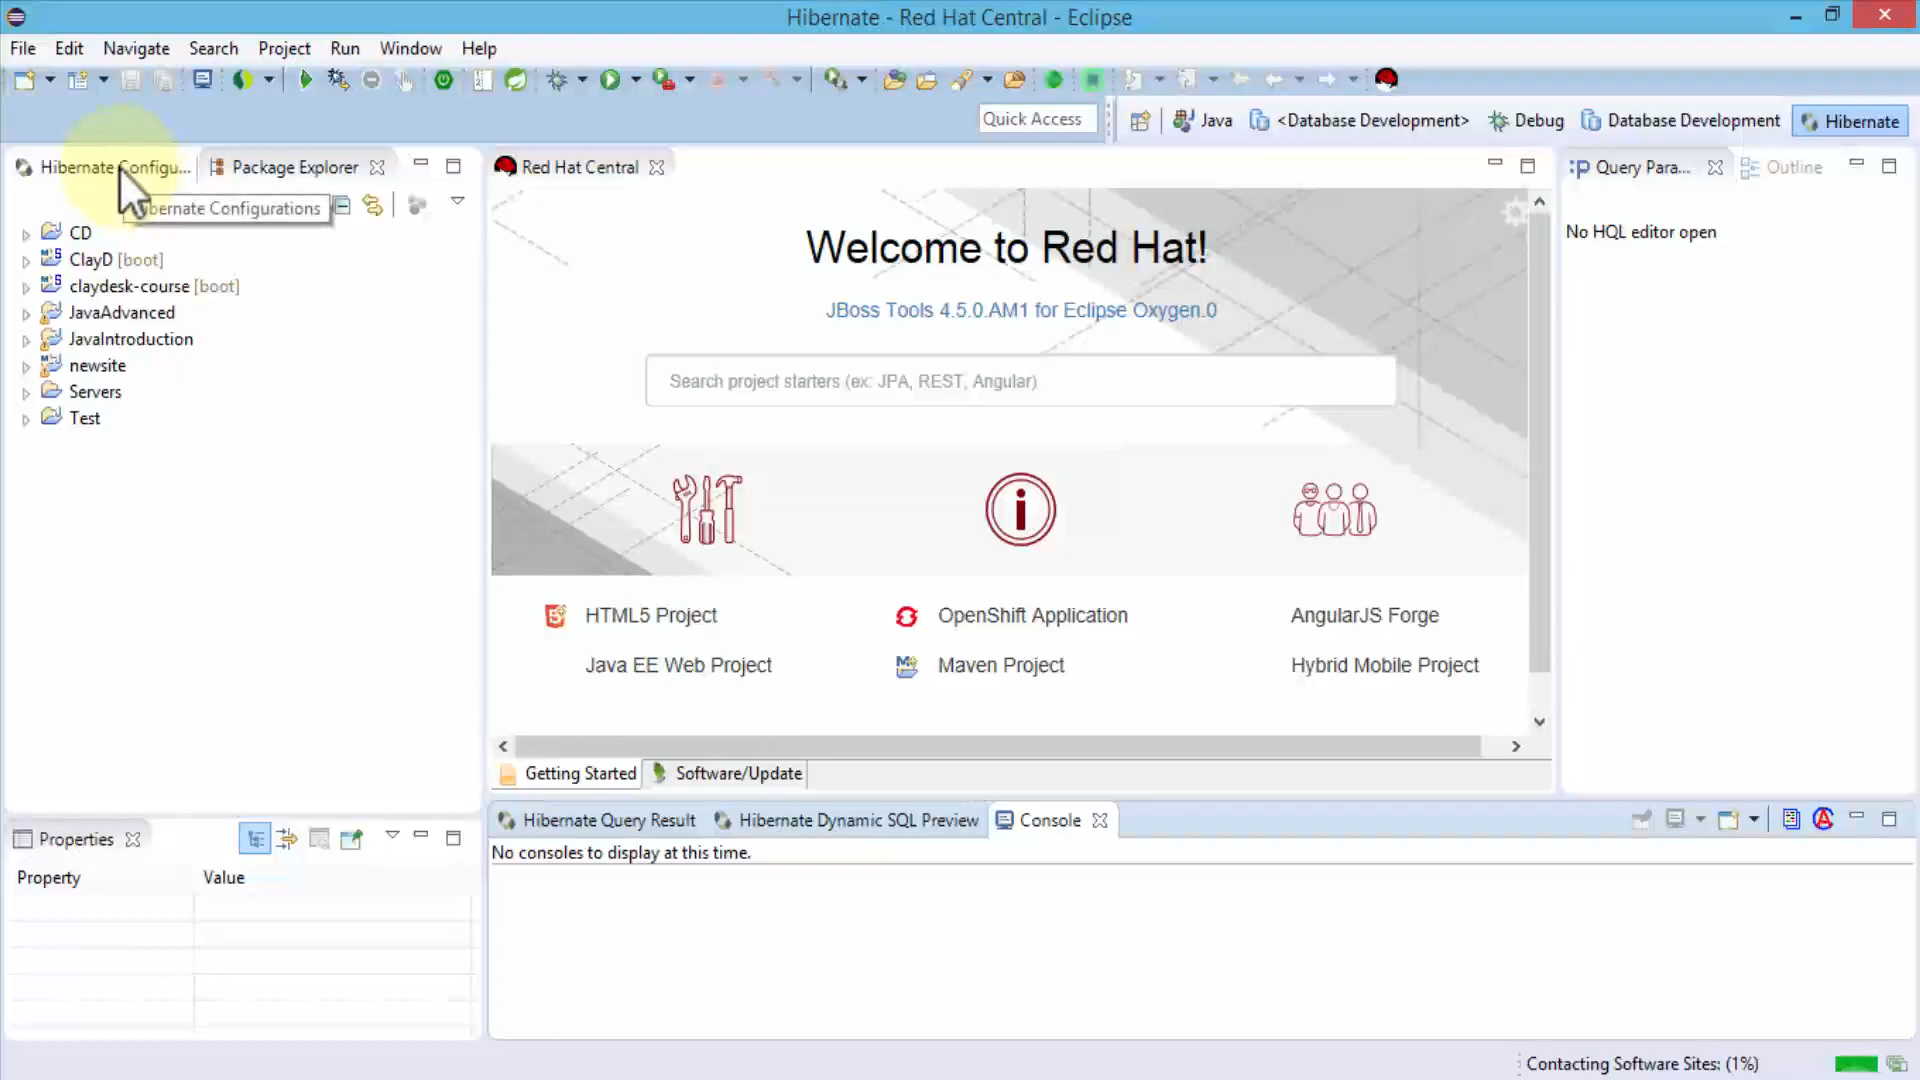 Hibernate - Red Hat Central - Eclipse
File Edit Navigate Search Project Run Window Help
Quick Access Java <Database Development> Debug Database Development Hibernate
Hibernate Configu... Package Explorer
Hibernate Configurations
CD
ClayD [boot]
claydesk-course [boot]
JavaAdvanced
JavaIntroduction
newsite
Servers
Test
Red Hat Central
Welcome to Red Hat!
JBoss Tools 4.5.0.AM1 for Eclipse Oxygen.0
Search project starters (ex: JPA, REST, Angular)
HTML5 Project OpenShift Application AngularJS Forge
Java EE Web Project Maven Project Hybrid Mobile Project
Getting Started Software/Update
Query Para... Outline
No HQL editor open
Properties
Property Value
Hibernate Query Result Hibernate Dynamic SQL Preview Console
No consoles to display at this time.
Contacting Software Sites: (1%)